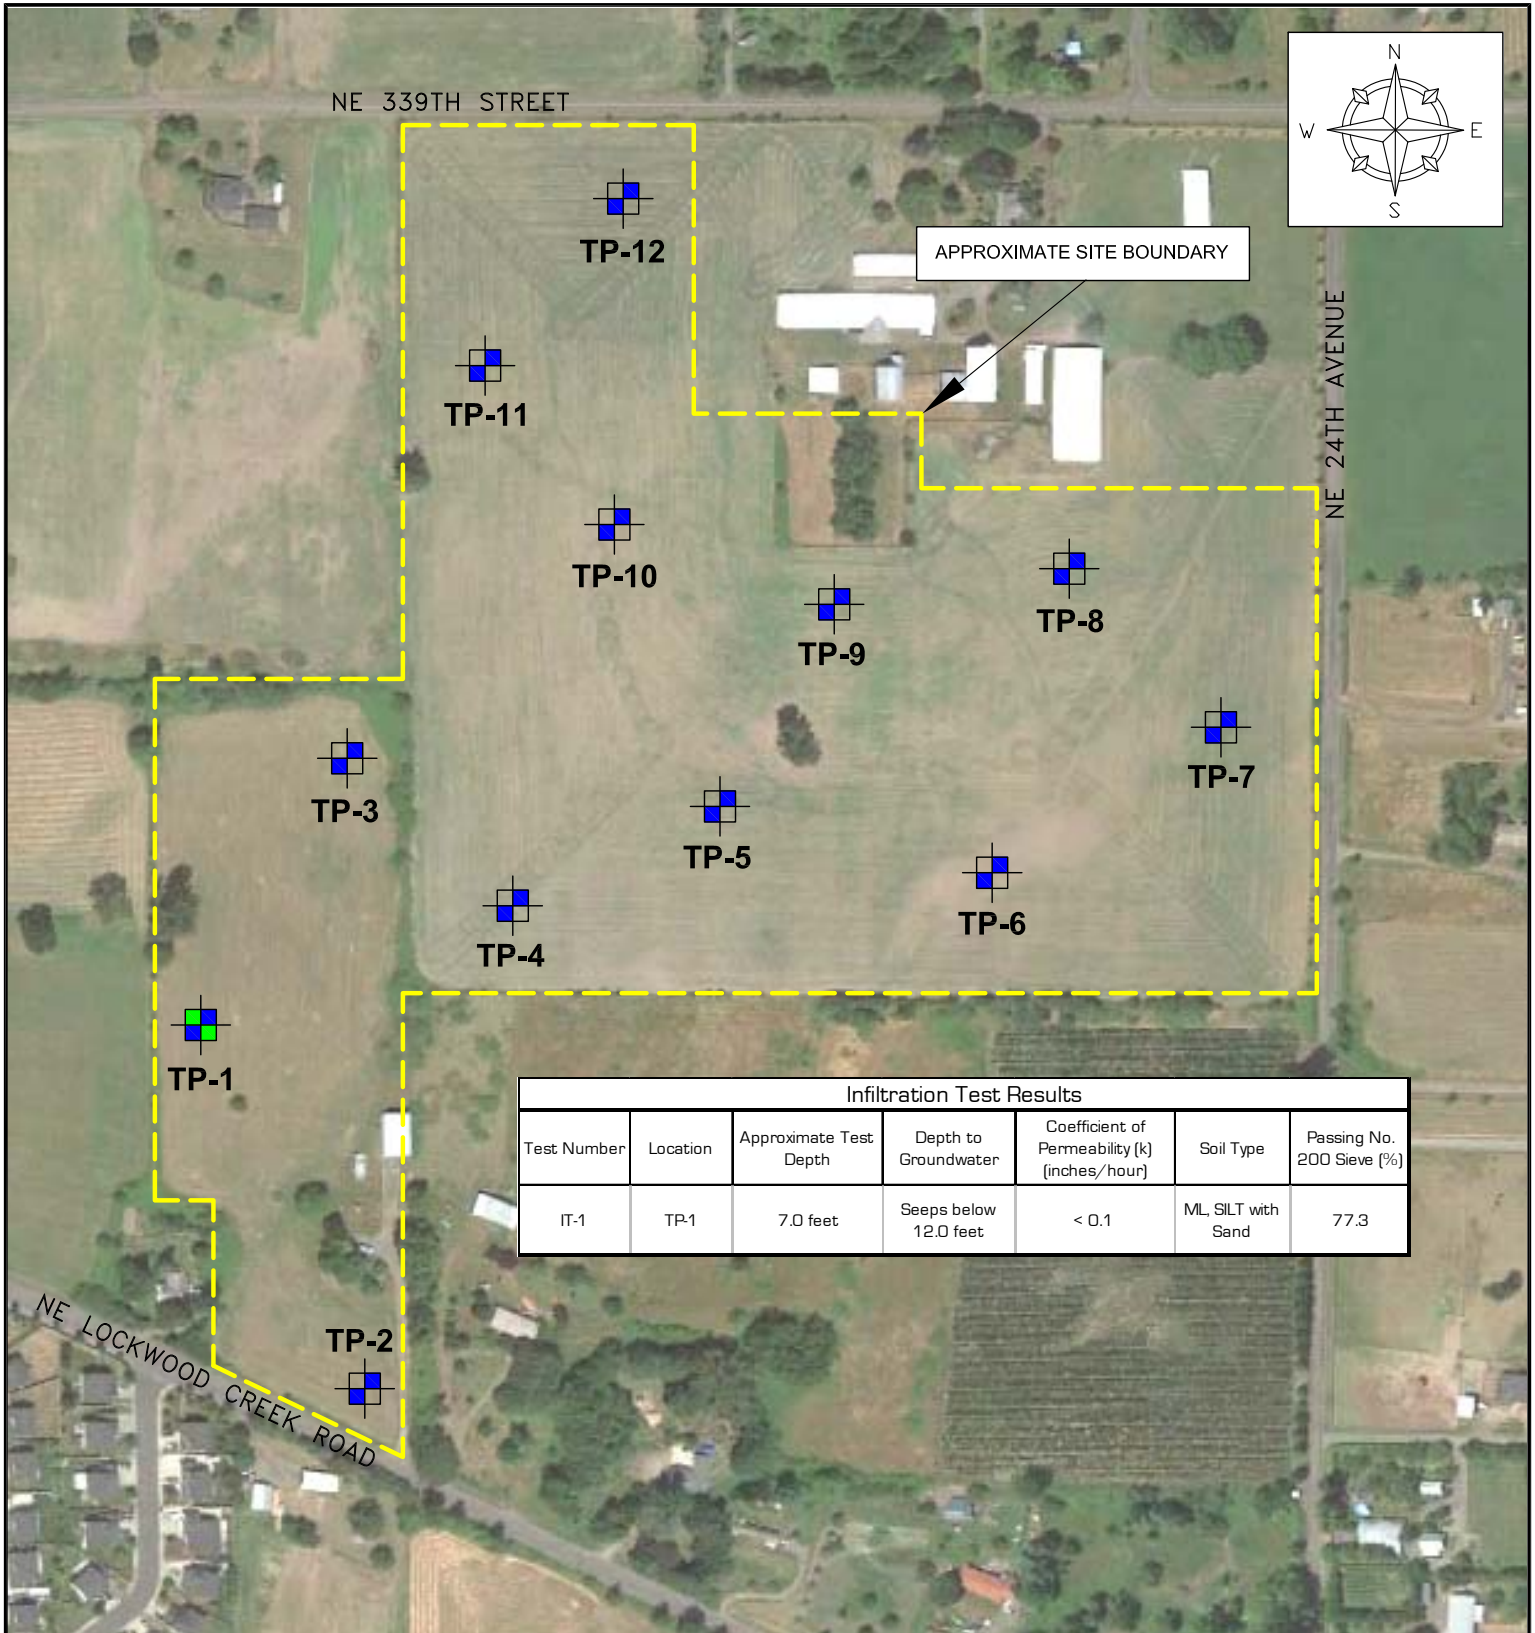 N
NE 339TH STREET
W
E
S
TP-12
APPROXIMATE SITE BOUNDARY
NE 24TH AVENUE
TP-11
TP-10
TP-8
TP-9
TP-7
TP-3
TP-5
TP-6
TP-4
TP-1
Infiltration Test Results
Test Number
Location
Approximate Test
Depth
Depth to
Groundwater
Coefficient of
Permeability (k)
(inches/hour)
Soil Type
Passing No.
200 Sieve (%)
IT-1
TP-1
7.0 feet
Seeps below
12.0 feet
< 0.1
ML, SILT with
Sand
77.3
TP-2
NE LOCKWOOD CREEK ROAD